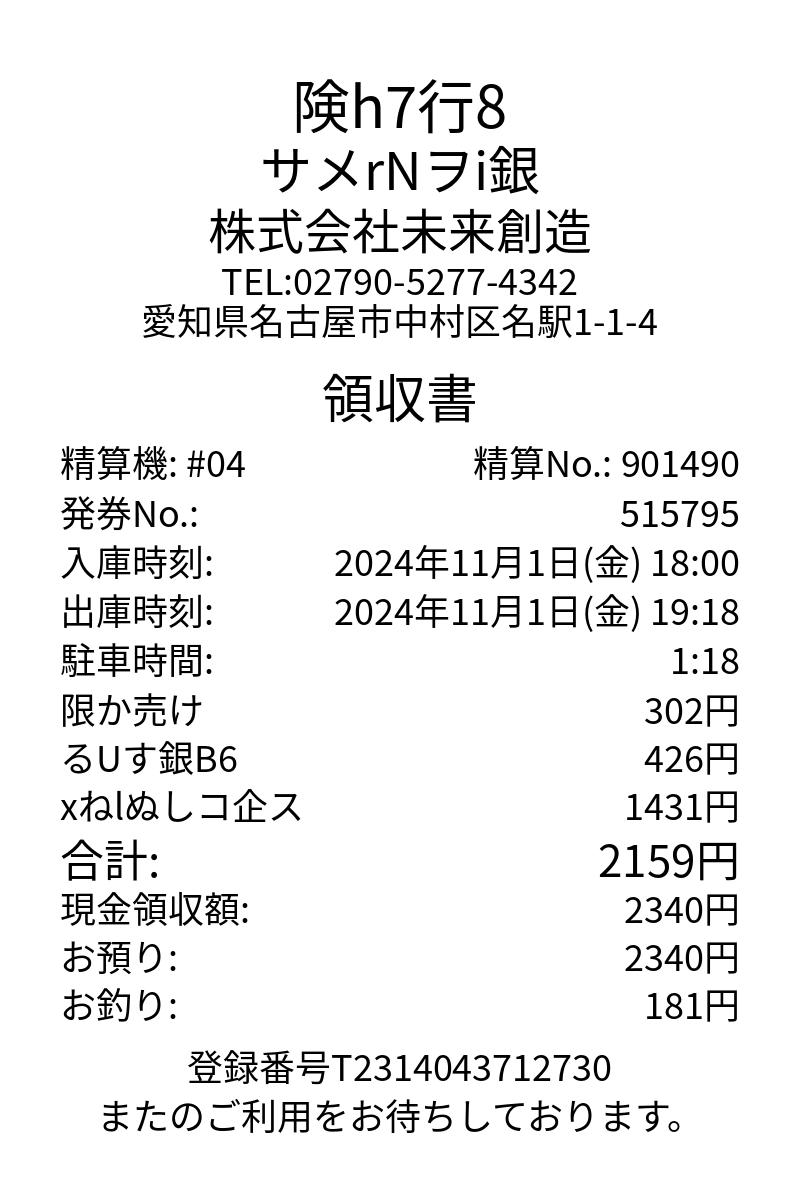 険h7行8
サメrNヲi銀
株式会社未来創造
TEL:02790-5277-4342
愛知県名古屋市中村区名駅1-1-4
領収書
精算機: #04 精算No.: 901490
発券No.: 515795
入庫時刻: 2024年11月1日(金) 18:00
出庫時刻: 2024年11月1日(金) 19:18
駐車時間: 1:18
限か売け 302円
るUす銀B6 426円
xねlぬしコ企ス 1431円
合計: 2159円
現金領収額: 2340円
お預り: 2340円
お釣り: 181円
登録番号T2314043712730
またのご利用をお待ちしております。